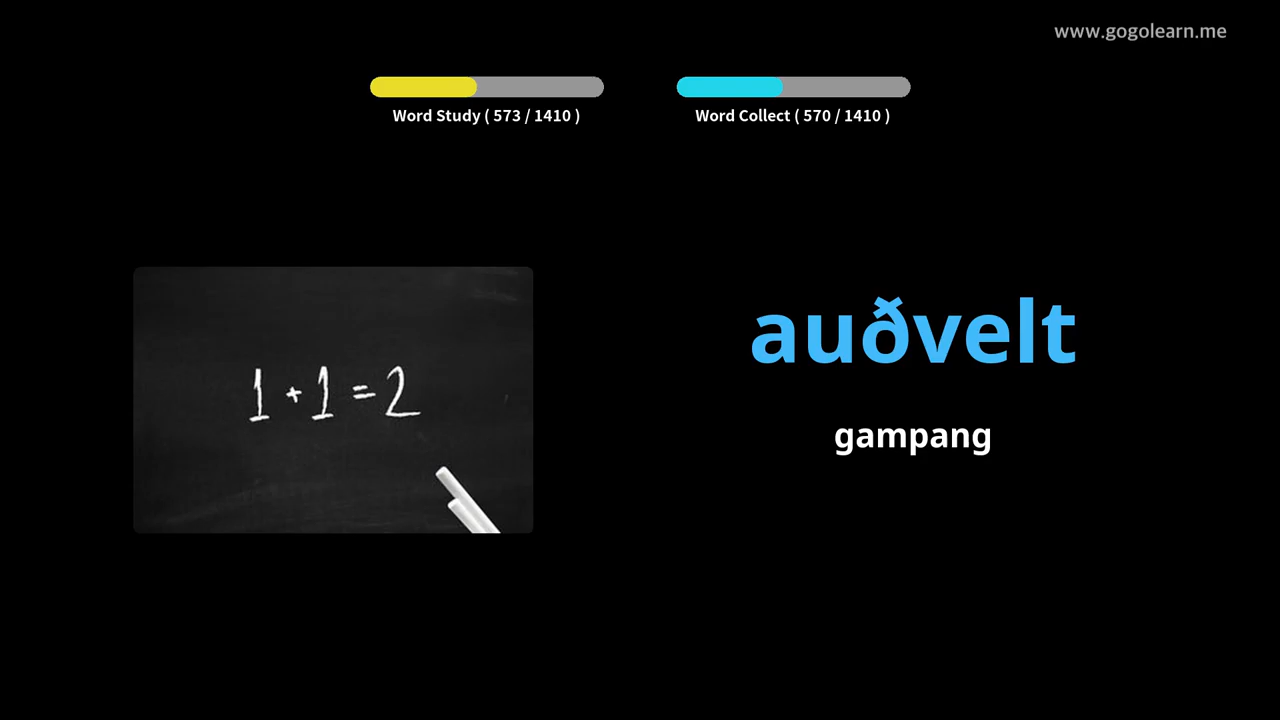 www.gogolearn.me
Word Study ( 573 / 1410 )
Word Collect ( 570 / 1410 )
1 + 1 = 2
auðvelt
gampang